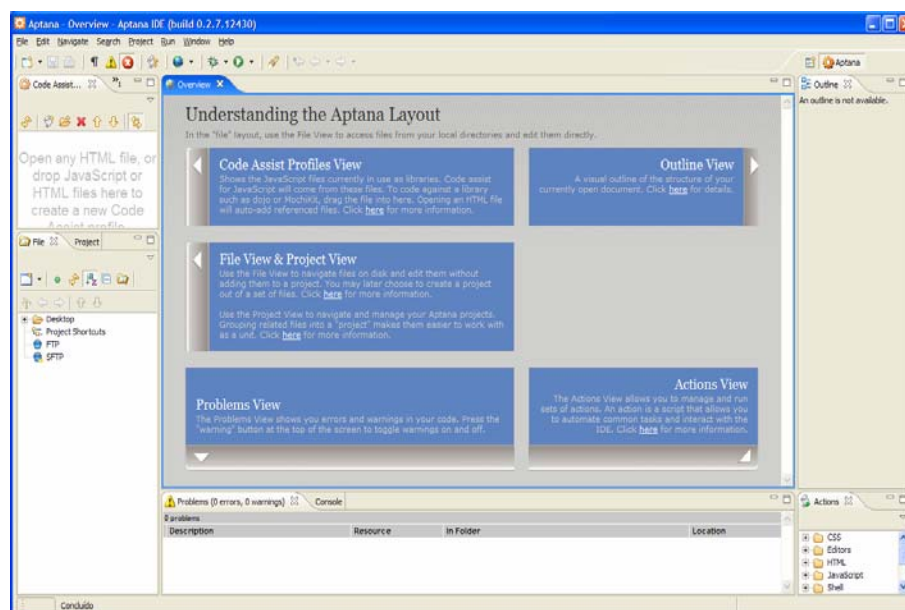 Aptana - Overview - Aptana IDE (build 0.2.7.12430)
File Edit Navigate Search Project Run Window Help
Aptana
Code Assist...
Overview
Outline
An outline is not available.
Understanding the Aptana Layout
In the "file" layout, use the File View to access files from your local directories and edit them directly.
Open any HTML file, or
drop JavaScript or
HTML files here to
create a new Code
Assist profile
Code Assist Profiles View
Shows the JavaScript files currently in use as libraries. Code assist
for JavaScript will come from these files. To code against a library
such as dojo or MochiKit, drag the file into here. Opening an HTML file
will auto-add referenced files. Click here for more information.
Outline View
A visual outline of the structure of your
currently open document. Click here for details.
File Project
Desktop
Project Shortcuts
FTP
SFTP
File View & Project View
Use the File View to navigate files on disk and edit them without
adding them to a project. You may later choose to create a project
out of a set of files. Click here for more information.
Use the Project View to navigate and manage your Aptana projects.
Grouping related files into a "project" makes them easier to work with
as a unit. Click here for more information.
Problems View
The Problems View shows you errors and warnings in your code. Press the
"warning" button at the top of the screen to toggle warnings on and off.
Actions View
The Actions View allows you to manage and run
sets of actions. An action is a script that allows you
to automate common tasks and interact with the
IDE. Click here for more information.
Problems (0 errors, 0 warnings) Console
0 problems
Description Resource In Folder Location
Actions
CSS
Editors
HTML
JavaScript
Shell
Concluído